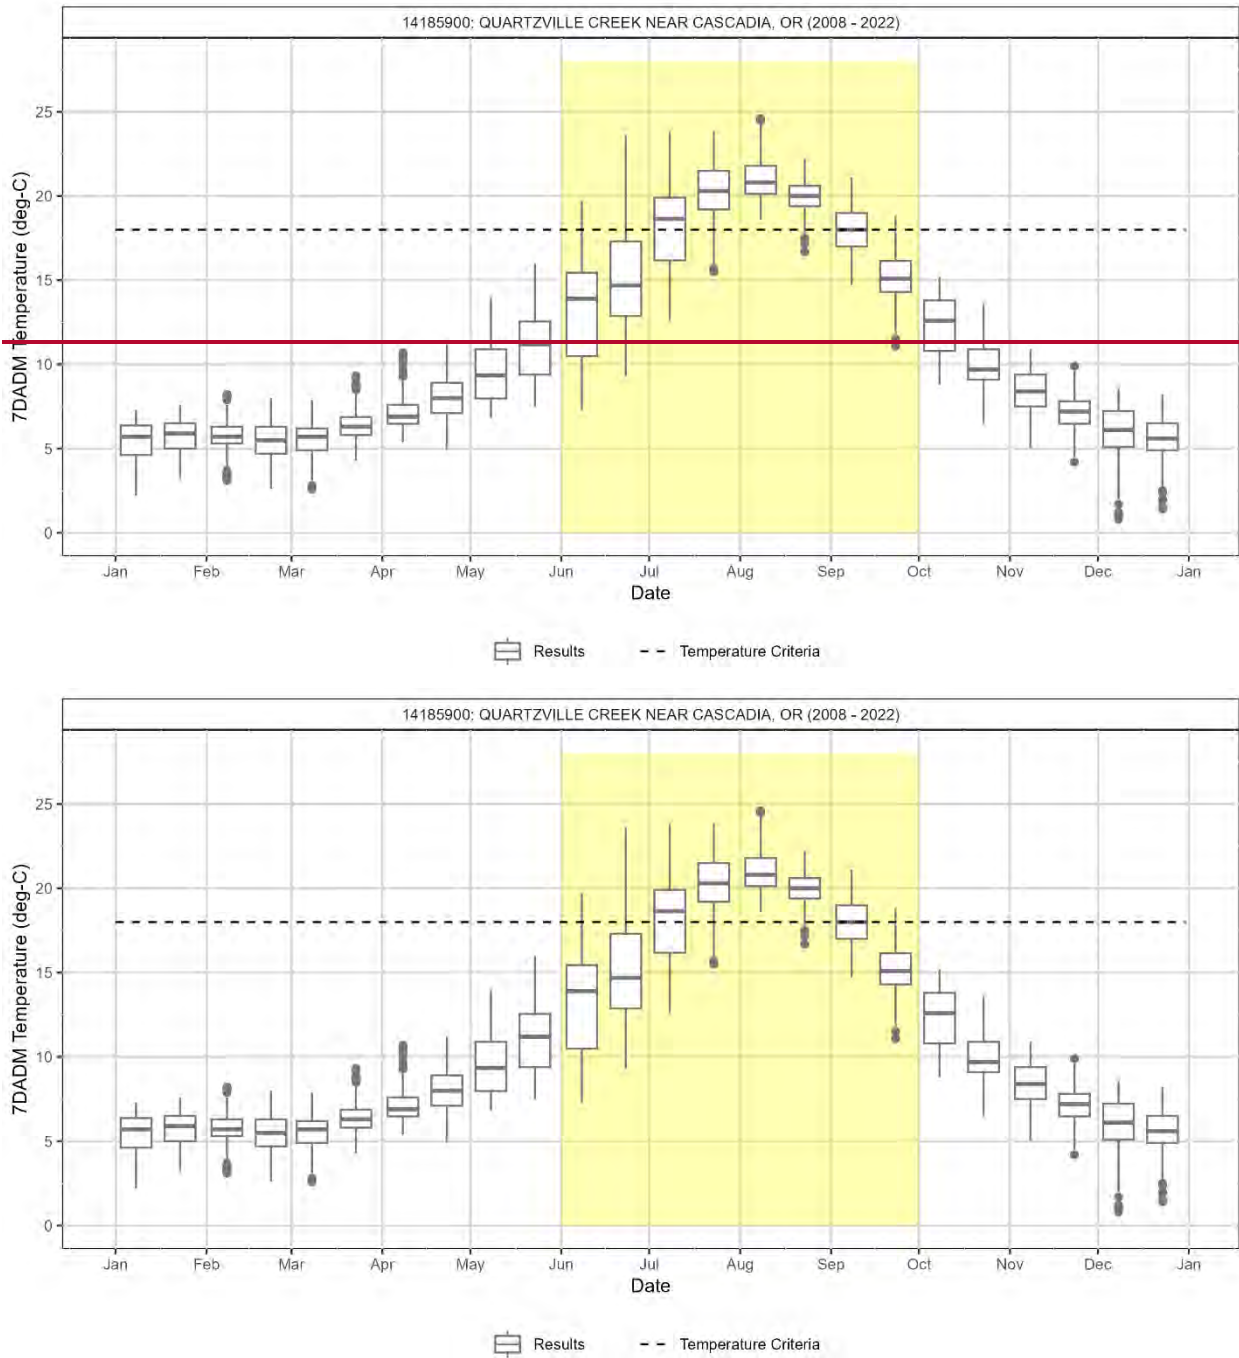 14185900: QUARTZVILLE CREEK NEAR CASCADIA, OR (2008 - 2022)
7DADM Temperature (deg-C)
25
20
15
10
5
0
Jan Feb Mar Apr May Jun Jul Aug Sep Oct Nov Dec Jan
Date
Results Temperature Criteria
14185900: QUARTZVILLE CREEK NEAR CASCADIA, OR (2008 - 2022)
7DADM Temperature (deg-C)
25
20
15
10
5
0
Jan Feb Mar Apr May Jun Jul Aug Sep Oct Nov Dec Jan
Date
Results Temperature Criteria